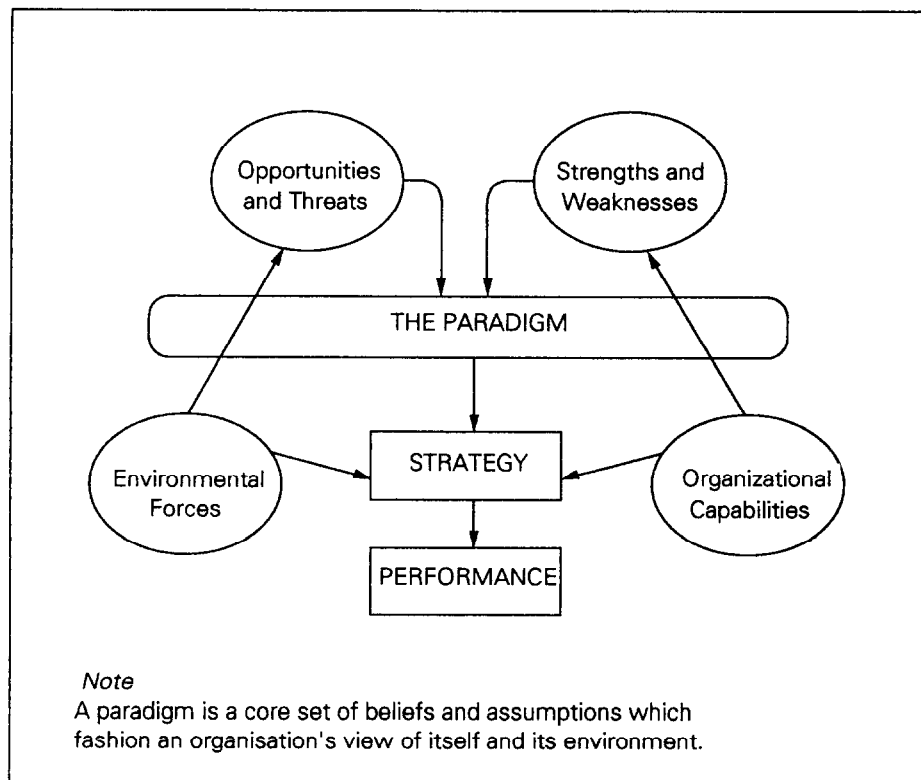 Opportunities
and Threats
Strengths and
Weaknesses
THE PARADIGM
Environmental
Forces
STRATEGY
Organizational
Capabilities
PERFORMANCE
Note
A paradigm is a core set of beliefs and assumptions which
fashion an organisation's view of itself and its environment.